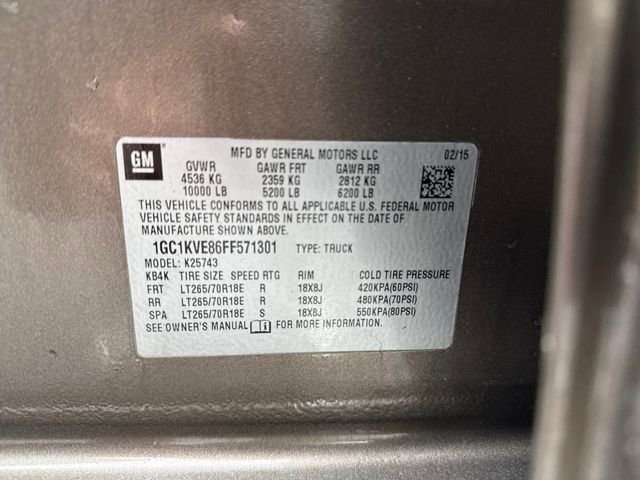 GM
MFD BY GENERAL MOTORS LLC 02/15
GVWR GAWR FRT GAWR RR
4536 KG 2359 KG 2812 KG
10000 LB 5200 LB 6200 LB
THIS VEHICLE CONFORMS TO ALL APPLICABLE U.S. FEDERAL MOTOR
VEHICLE SAFETY STANDARDS IN EFFECT ON THE DATE OF
MANUFACTURE SHOWN ABOVE.
1GC1KVE86FF571301 TYPE: TRUCK
MODEL: K25743
KB4K TIRE SIZE SPEED RTG RIM COLD TIRE PRESSURE
FRT LT265/70R18E R 18X8J 420KPA(60PSI)
RR LT265/70R18E R 18X8J 480KPA(70PSI)
SPA LT265/70R18E S 18X8J 550KPA(80PSI)
SEE OWNER'S MANUAL FOR MORE INFORMATION.